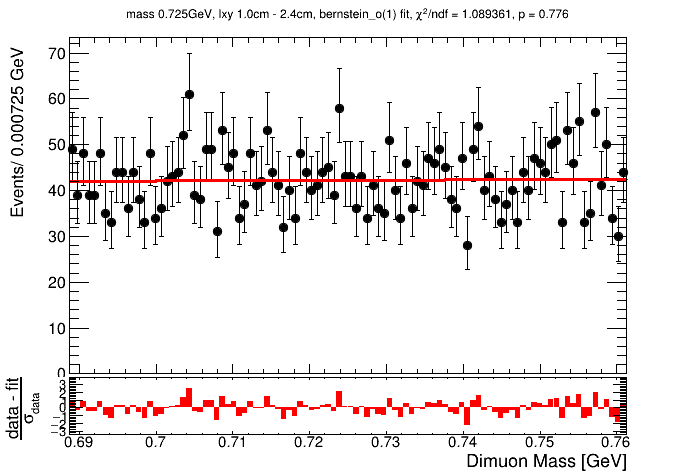 mass 0.725GeV, lxy 1.0cm - 2.4cm, bernstein_o(1) fit, χ²/ndf = 1.089361, p = 0.776
Events/ 0.000725 GeV
70
60
50
40
30
20
10
0
data - fit
σdata
3
2
1
0
−1
−2
−3
0.69 0.7 0.71 0.72 0.73 0.74 0.75 0.76
Dimuon Mass [GeV]